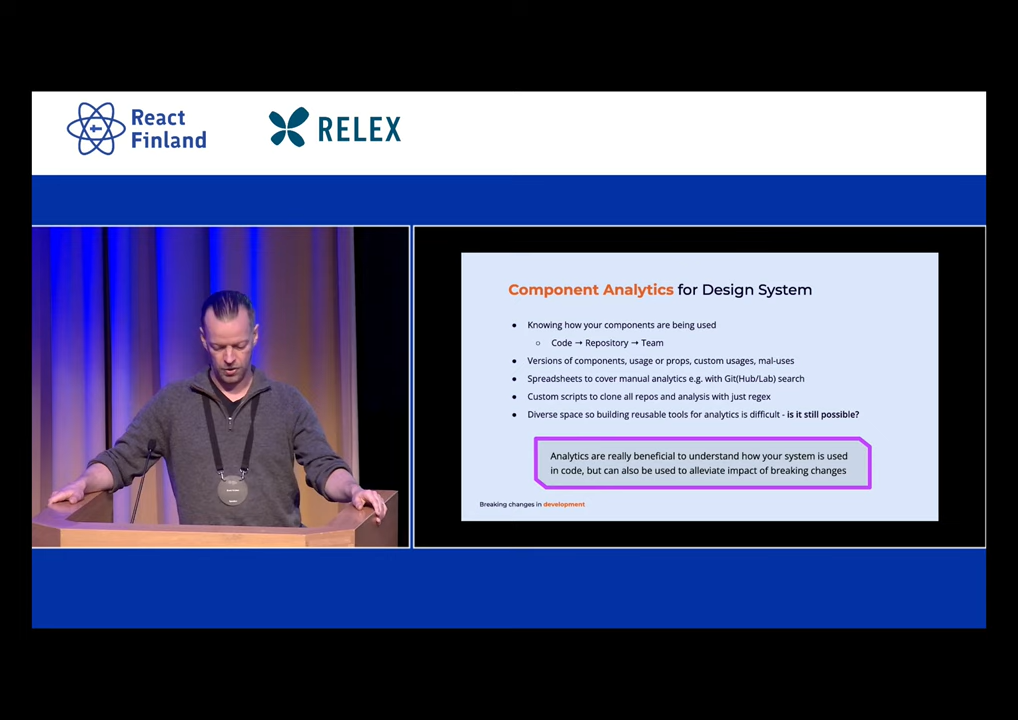 React
Finland
RELEX
Component Analytics for Design System
• Knowing how your components are being used
○ Code → Repository → Team
• Versions of components, usage or props, custom usages, mal-uses
• Spreadsheets to cover manual analytics e.g. with Git(Hub/Lab) search
• Custom scripts to clone all repos and analysis with just regex
• Diverse space so building reusable tools for analytics is difficult - is it still possible?
Analytics are really beneficial to understand how your system is used
in code, but can also be used to alleviate impact of breaking changes
Breaking changes in development